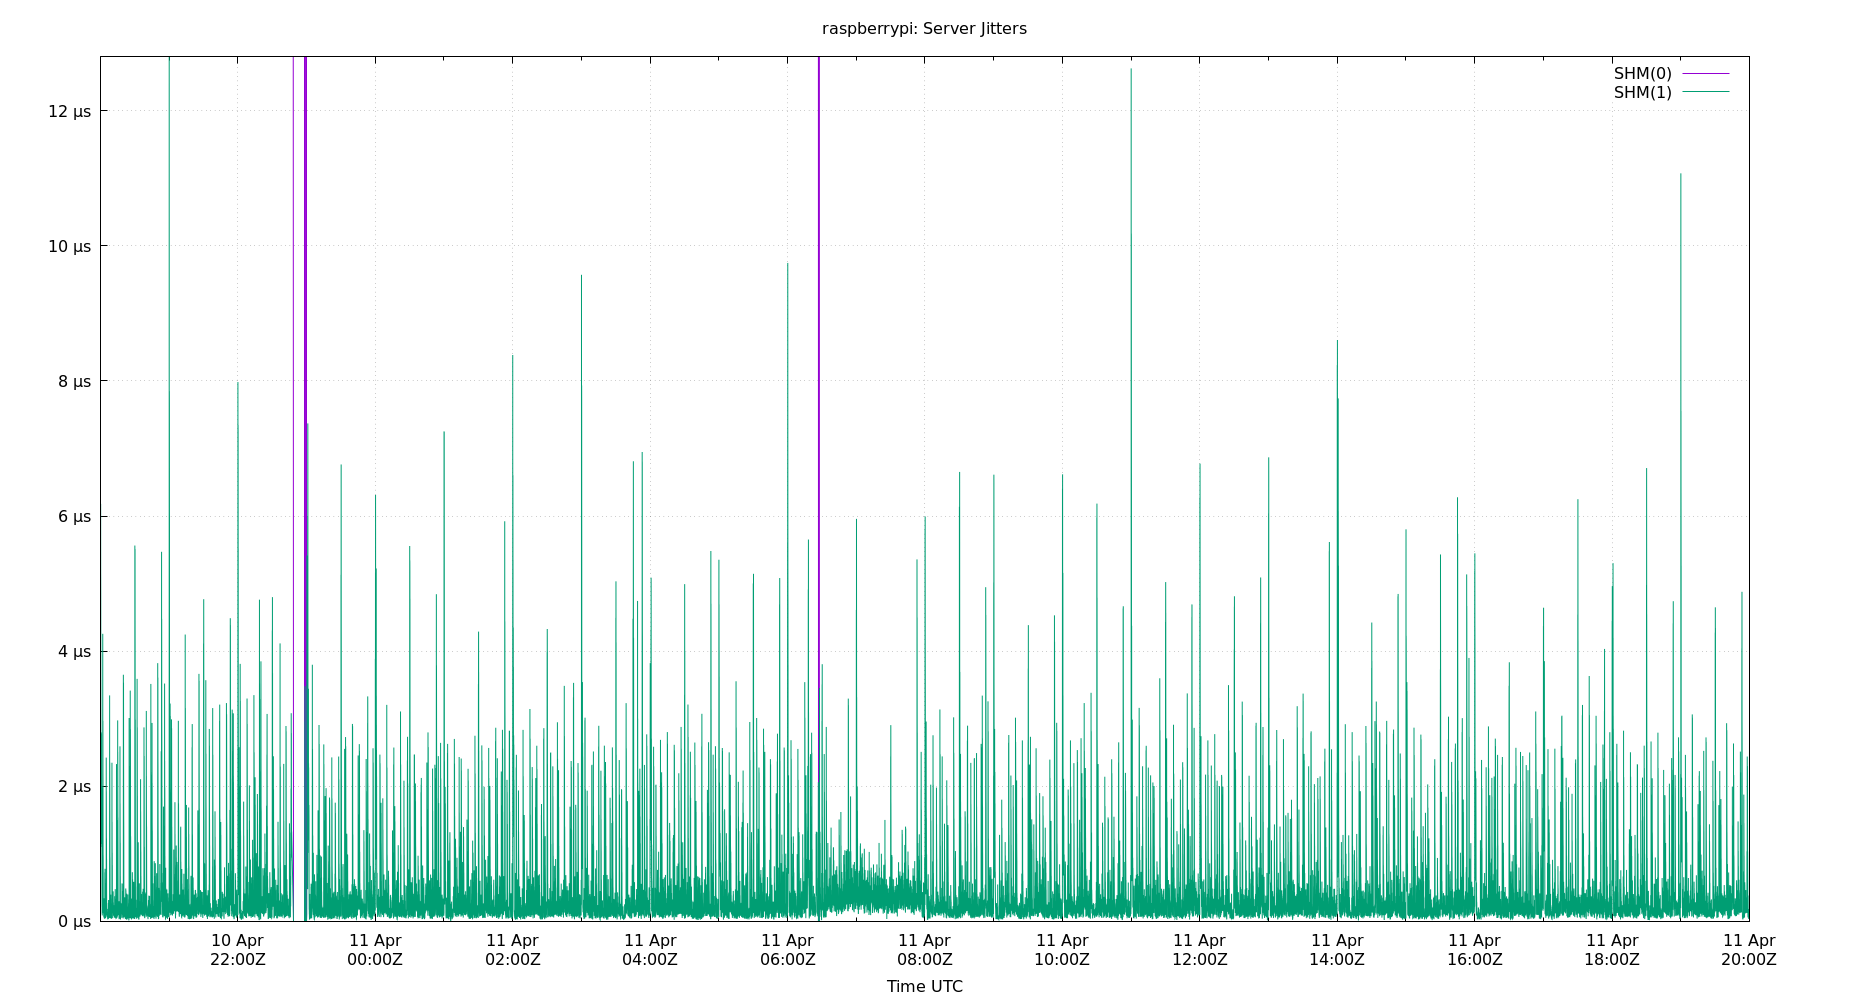 raspberrypi: Server Jitters
SHM(0)
SHM(1)
12 µs
10 µs
8 µs
6 µs
4 µs
2 µs
0 µs
10 Apr 11 Apr 11 Apr 11 Apr 11 Apr 11 Apr 11 Apr 11 Apr 11 Apr 11 Apr 11 Apr 11 Apr
22:00Z 00:00Z 02:00Z 04:00Z 06:00Z 08:00Z 10:00Z 12:00Z 14:00Z 16:00Z 18:00Z 20:00Z
Time UTC